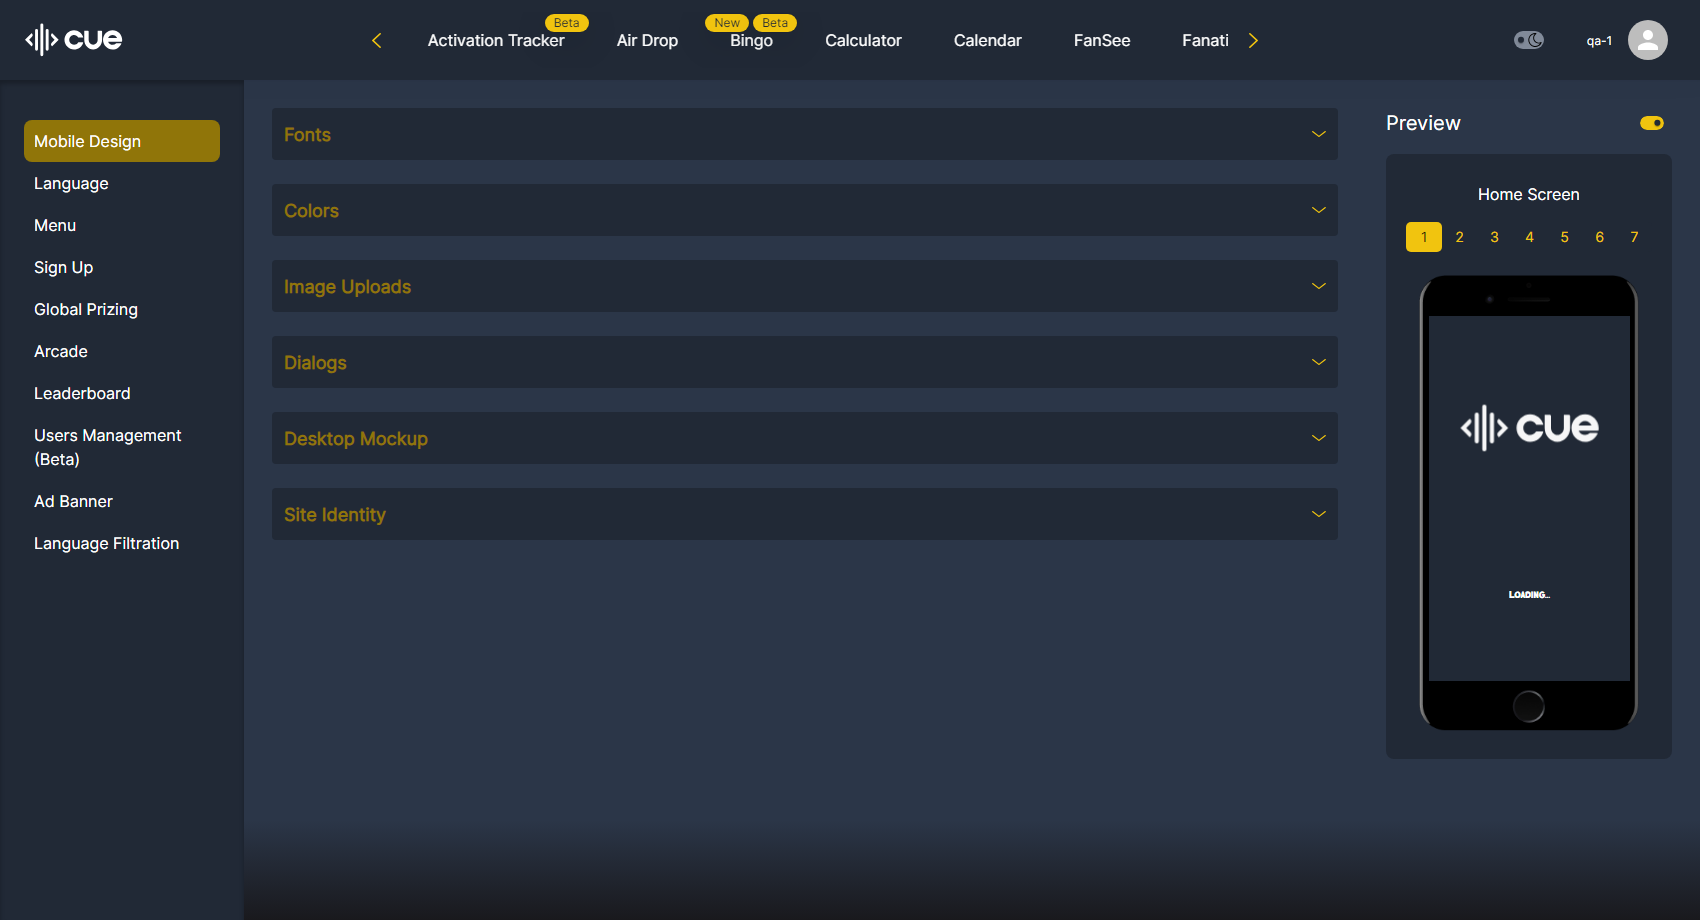 cue
Beta
New
Beta
Activation Tracker
Air Drop
Bingo
Calculator
Calendar
FanSee
Fanati
qa-1
Mobile Design
Language
Menu
Sign Up
Global Prizing
Arcade
Leaderboard
Users Management
(Beta)
Ad Banner
Language Filtration
Fonts
Colors
Image Uploads
Dialogs
Desktop Mockup
Site Identity
Preview
Home Screen
1 2 3 4 5 6 7
cue
LOADING...